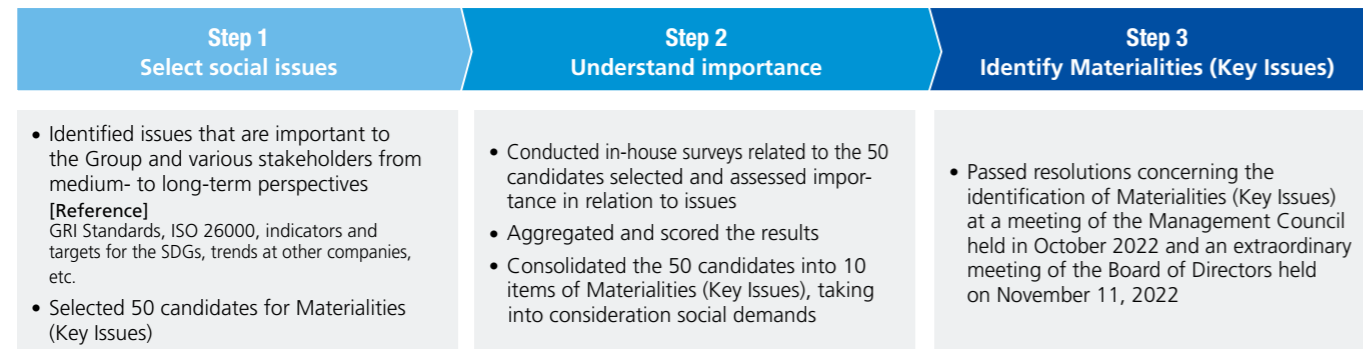 Step 1
Select social issues
Step 2
Understand importance
Step 3
Identify Materialities (Key Issues)
• Identified issues that are important to
the Group and various stakeholders from
medium- to long-term perspectives
[Reference]
GRI Standards, ISO 26000, indicators and
targets for the SDGs, trends at other companies,
etc.
• Selected 50 candidates for Materialities
(Key Issues)
• Conducted in-house surveys related to the 50
candidates selected and assessed impor-
tance in relation to issues
• Aggregated and scored the results
• Consolidated the 50 candidates into 10
items of Materialities (Key Issues), taking
into consideration social demands
• Passed resolutions concerning the
identification of Materialities (Key Issues)
at a meeting of the Management Council
held in October 2022 and an extraordinary
meeting of the Board of Directors held
on November 11, 2022